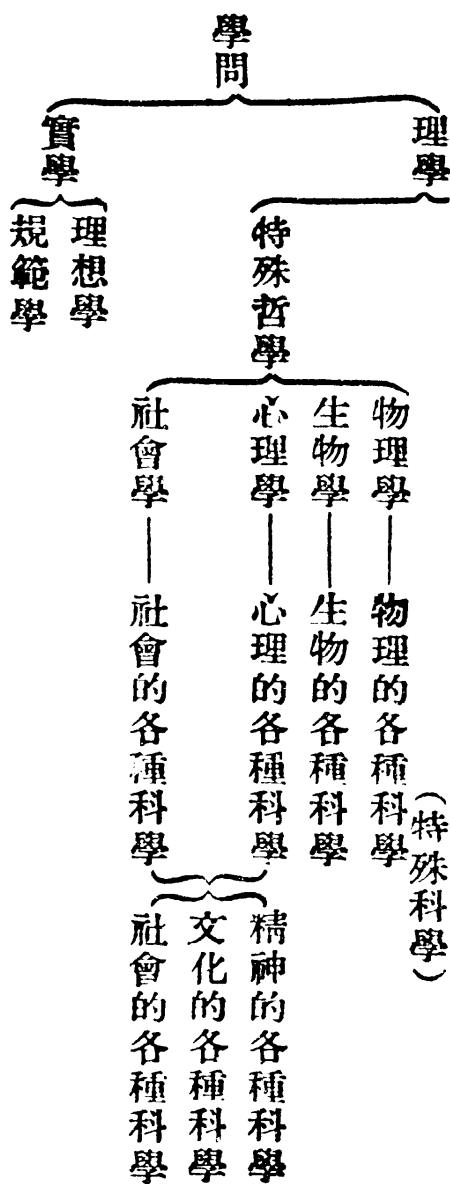 學問
理學
特殊哲學
物理學
物理的各種科學
(特殊科學)
生物學
生物的各種科學
心理學
心理的各種科學
社會學
社會的各種科學
精神的各種科學
文化的各種科學
社會的各種科學
實學
理想學
規範學